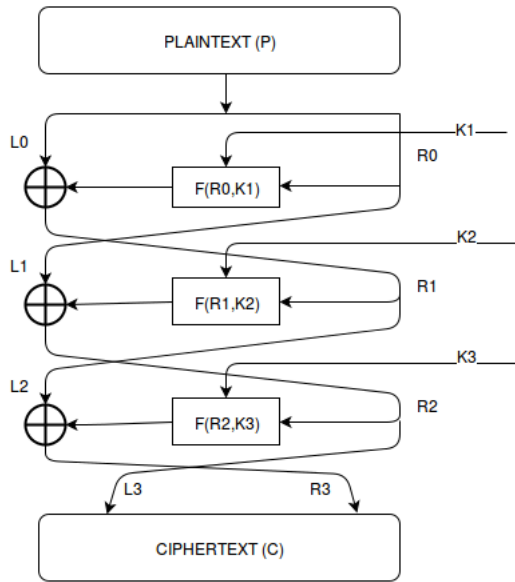 PLAINTEXT (P)
K1
L0
R0
F(R0,K1)
K2
L1
R1
F(R1,K2)
K3
L2
R2
F(R2,K3)
L3
R3
CIPHERTEXT (C)